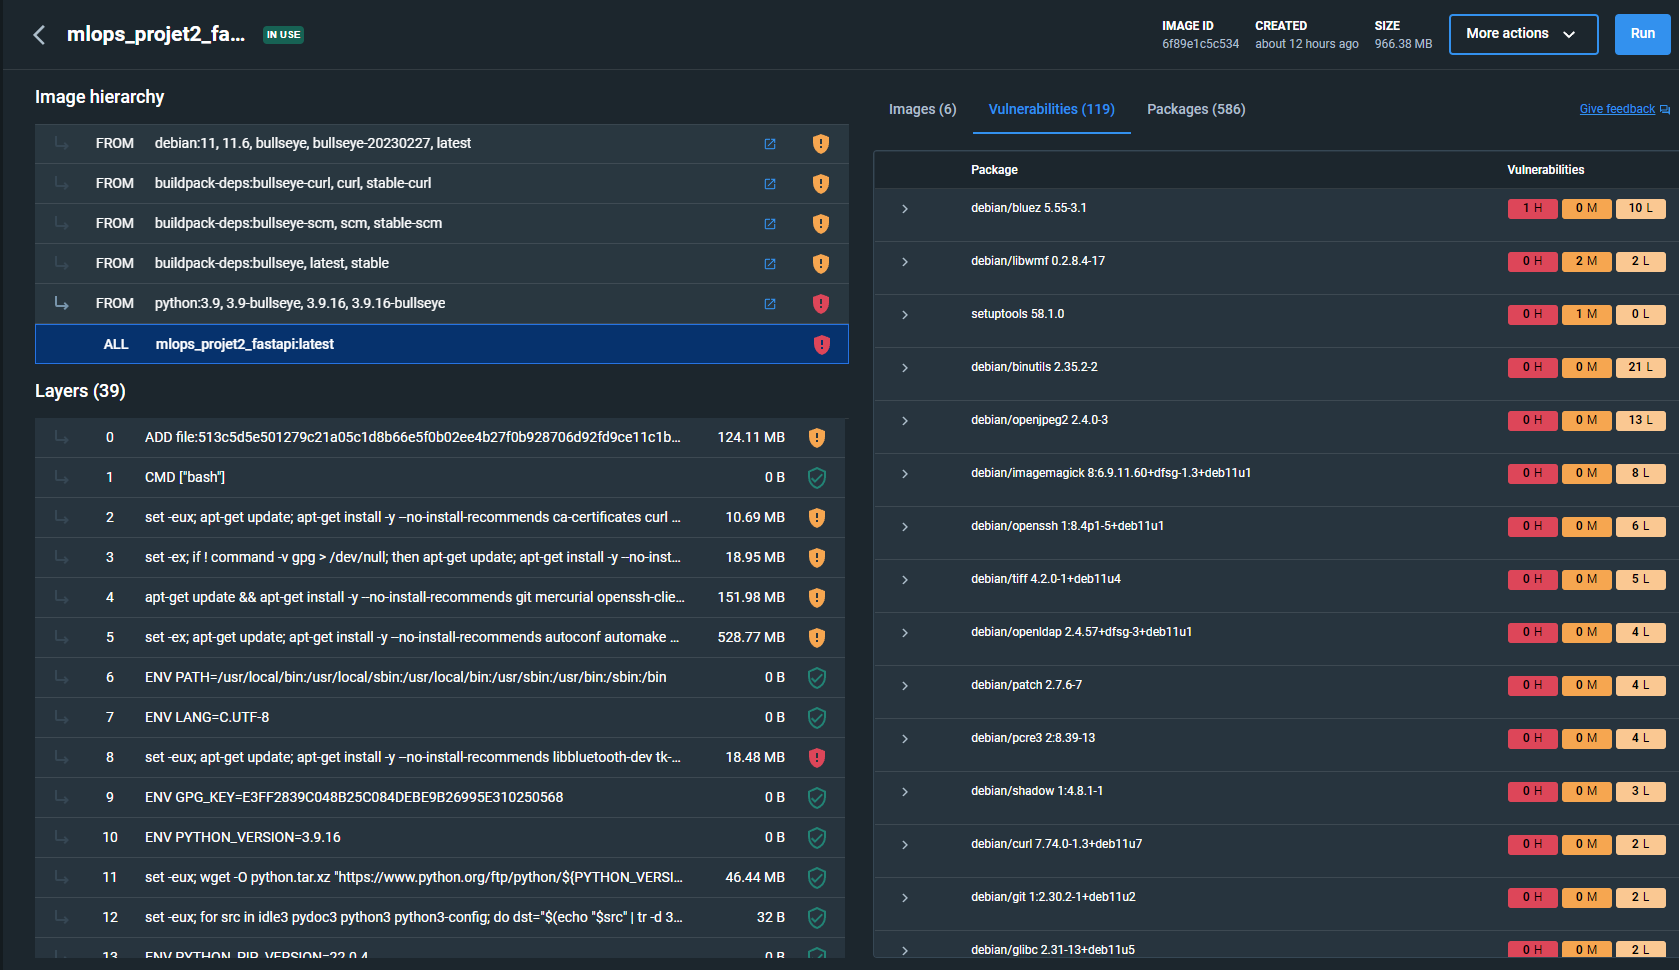 mlops_projet2_fa... IN USE
IMAGE ID CREATED SIZE
6f89e1c5c534 about 12 hours ago 966.38 MB
More actions
Run
Image hierarchy
FROM debian:11, 11.6, bullseye, bullseye-20230227, latest
FROM buildpack-deps:bullseye-curl, curl, stable-curl
FROM buildpack-deps:bullseye-scm, scm, stable-scm
FROM buildpack-deps:bullseye, latest, stable
FROM python:3.9, 3.9-bullseye, 3.9.16, 3.9.16-bullseye
ALL mlops_projet2_fastapi:latest
Layers (39)
0 ADD file:513c5d5e501279c21a05c1d8b66e5f0b02ee4b27f0b928706d92fd9ce11c1b... 124.11 MB
1 CMD ["bash"] 0 B
2 set -eux; apt-get update; apt-get install -y --no-install-recommends ca-certificates curl ... 10.69 MB
3 set -ex; if ! command -v gpg > /dev/null; then apt-get update; apt-get install -y --no-inst... 18.95 MB
4 apt-get update && apt-get install -y --no-install-recommends git mercurial openssh-clie... 151.98 MB
5 set -ex; apt-get update; apt-get install -y --no-install-recommends autoconf automake ... 528.77 MB
6 ENV PATH=/usr/local/bin:/usr/local/sbin:/usr/local/bin:/usr/sbin:/usr/bin:/sbin:/bin 0 B
7 ENV LANG=C.UTF-8 0 B
8 set -eux; apt-get update; apt-get install -y --no-install-recommends libbluetooth-dev tk-... 18.48 MB
9 ENV GPG_KEY=E3FF2839C048B25C084DEBE9B26995E310250568 0 B
10 ENV PYTHON_VERSION=3.9.16 0 B
11 set -eux; wget -O python.tar.xz "https://www.python.org/ftp/python/${PYTHON_VERSI... 46.44 MB
12 set -eux; for src in idle3 pydoc3 python3 python3-config; do dst="$(echo "$src" | tr -d 3... 32 B
13 ENV PYTHON_PIP_VERSION=22.0.4 0 B
Images (6) Vulnerabilities (119) Packages (586)
Give feedback
Package Vulnerabilities
debian/bluez 5.55-3.1 1 H 0 M 10 L
debian/libwmf 0.2.8.4-17 0 H 2 M 2 L
setuptools 58.1.0 0 H 1 M 0 L
debian/binutils 2.35.2-2 0 H 0 M 21 L
debian/openjpeg2 2.4.0-3 0 H 0 M 13 L
debian/imagemagick 8:6.9.11.60+dfsg-1.3+deb11u1 0 H 0 M 8 L
debian/openssh 1:8.4p1-5+deb11u1 0 H 0 M 6 L
debian/tiff 4.2.0-1+deb11u4 0 H 0 M 5 L
debian/openldap 2.4.57+dfsg-3+deb11u1 0 H 0 M 4 L
debian/patch 2.7.6-7 0 H 0 M 4 L
debian/pcre3 2:8.39-13 0 H 0 M 4 L
debian/shadow 1:4.8.1-1 0 H 0 M 3 L
debian/curl 7.74.0-1.3+deb11u7 0 H 0 M 2 L
debian/git 1:2.30.2-1+deb11u2 0 H 0 M 2 L
debian/glibc 2.31-13+deb11u5 0 H 0 M 2 L